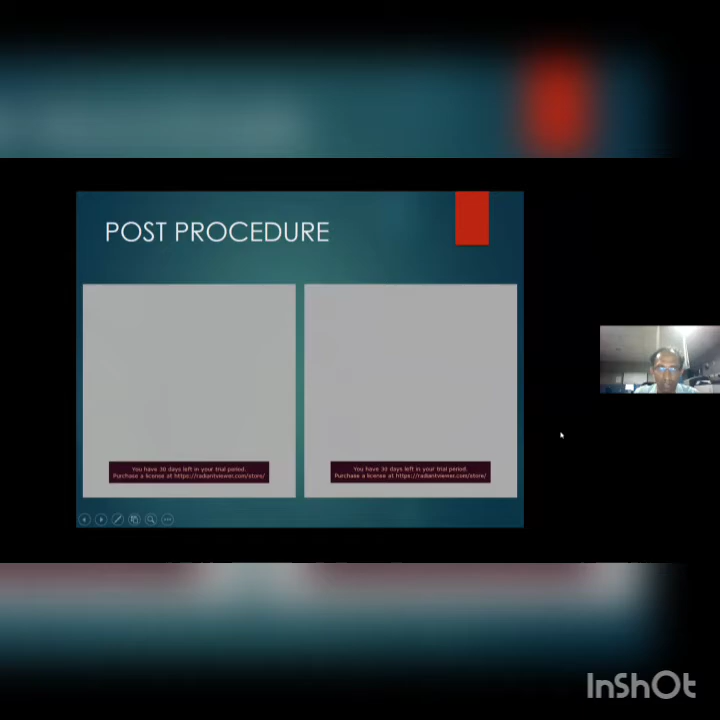 POST PROCEDURE
You have 30 days left in your trial period.
Purchase a license at https://radiantviewer.com/store/
You have 30 days left in your trial period.
Purchase a license at https://radiantviewer.com/store/
InShOt